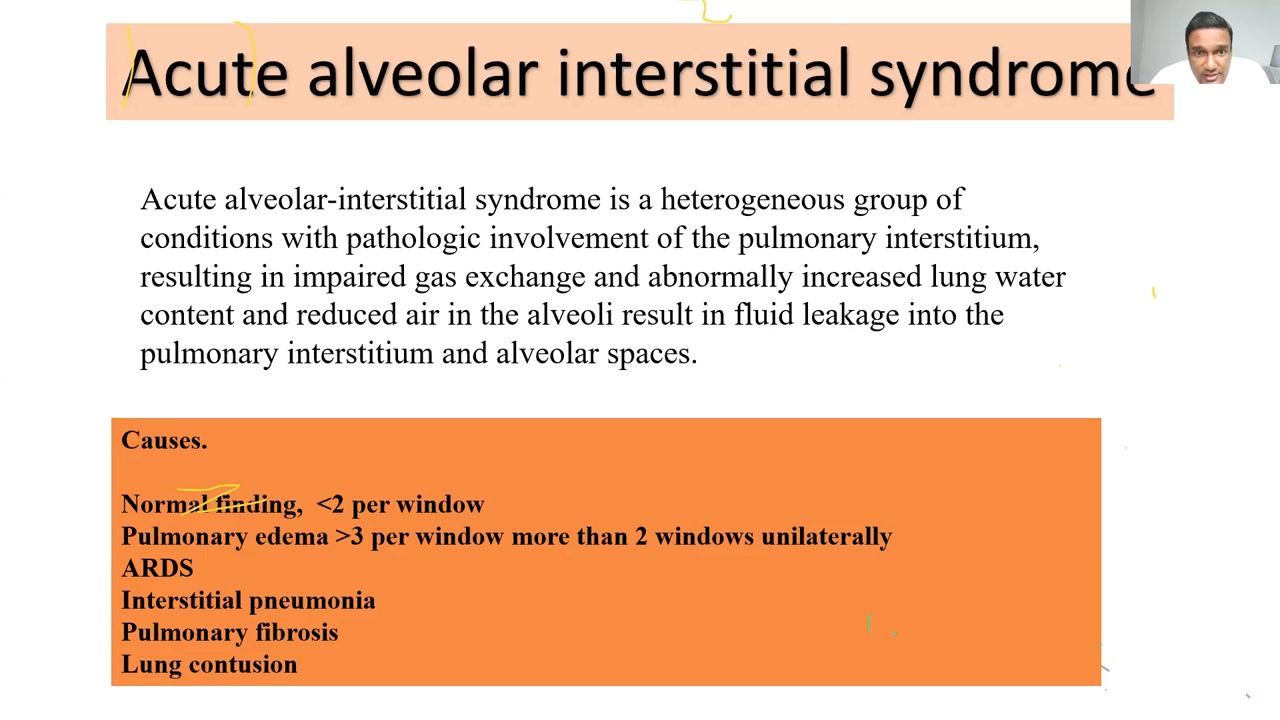 Acute alveolar interstitial syndrome
Acute alveolar-interstitial syndrome is a heterogeneous group of
conditions with pathologic involvement of the pulmonary interstitium,
resulting in impaired gas exchange and abnormally increased lung water
content and reduced air in the alveoli result in fluid leakage into the
pulmonary interstitium and alveolar spaces.
Causes.
Normal finding, <2 per window
Pulmonary edema >3 per window more than 2 windows unilaterally
ARDS
Interstitial pneumonia
Pulmonary fibrosis
Lung contusion